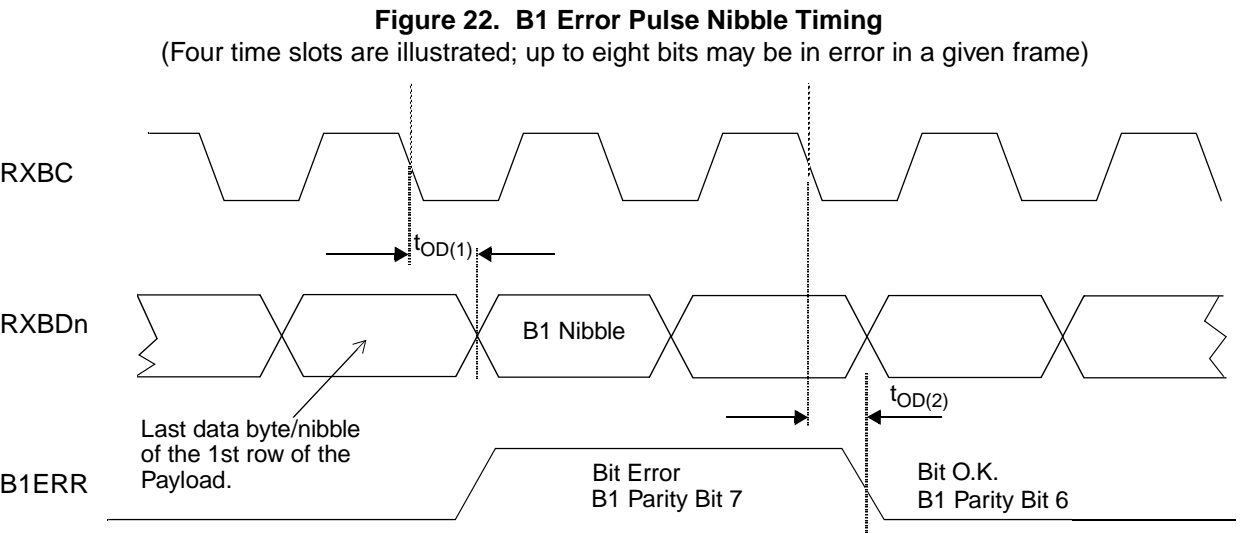 Figure 22. B1 Error Pulse Nibble Timing
(Four time slots are illustrated; up to eight bits may be in error in a given frame)
RXBC
tOD(1)
RXBDn
B1 Nibble
tOD(2)
Last data byte/nibble
of the 1st row of the
Payload.
B1ERR
Bit Error
B1 Parity Bit 7
Bit O.K.
B1 Parity Bit 6